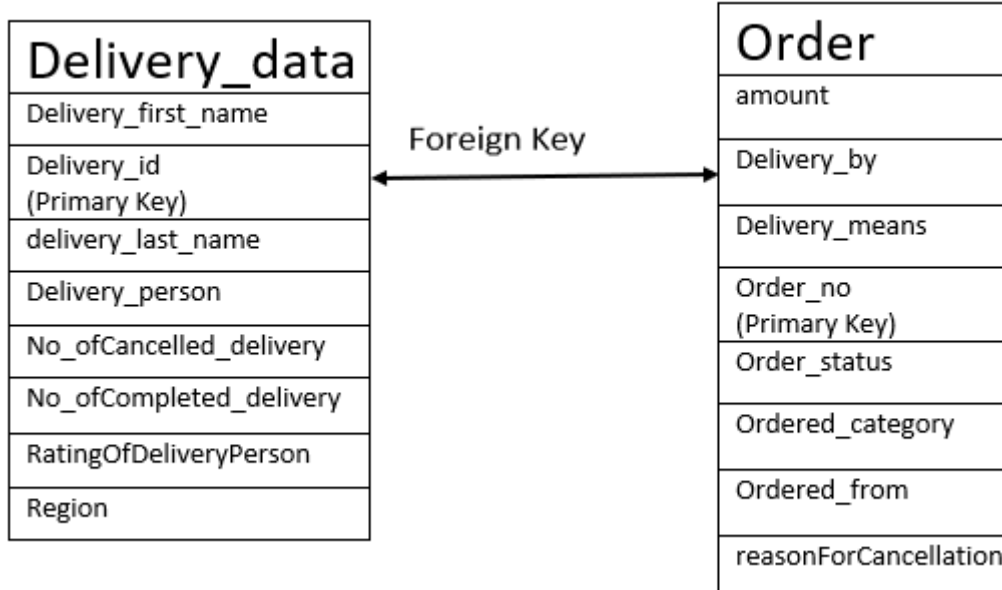 Delivery_data
Delivery_first_name
Delivery_id
(Primary Key)
delivery_last_name
Delivery_person
No_ofCancelled_delivery
No_ofCompleted_delivery
RatingOfDeliveryPerson
Region
Foreign Key
Order
amount
Delivery_by
Delivery_means
Order_no
(Primary Key)
Order_status
Ordered_category
Ordered_from
reasonForCancellation